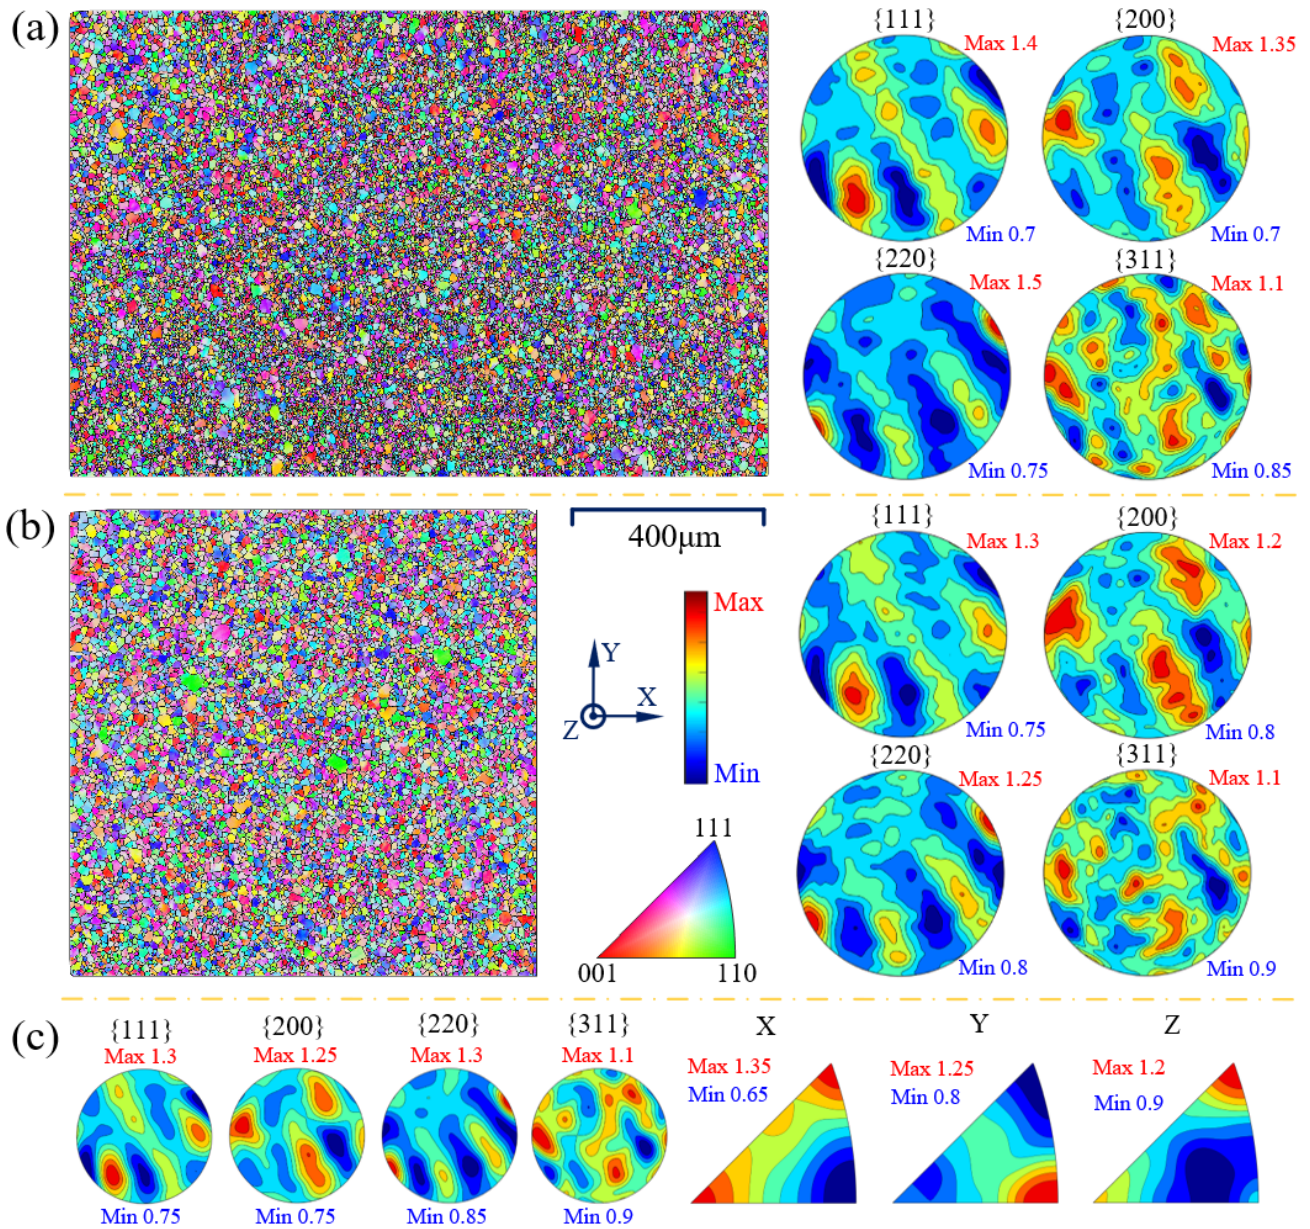 (a)
{111}
Max 1.4
Min 0.7
{200}
Max 1.35
Min 0.7
{220}
Max 1.5
Min 0.75
{311}
Max 1.1
Min 0.85
(b)
400μm
Max
Min
Y
X
Z
111
001
110
{111}
Max 1.3
Min 0.75
{200}
Max 1.2
Min 0.8
{220}
Max 1.25
Min 0.8
{311}
Max 1.1
Min 0.9
(c)
{111}
Max 1.3
Min 0.75
{200}
Max 1.25
Min 0.75
{220}
Max 1.3
Min 0.85
{311}
Max 1.1
Min 0.9
X
Max 1.35
Min 0.65
Y
Max 1.25
Min 0.8
Z
Max 1.2
Min 0.9